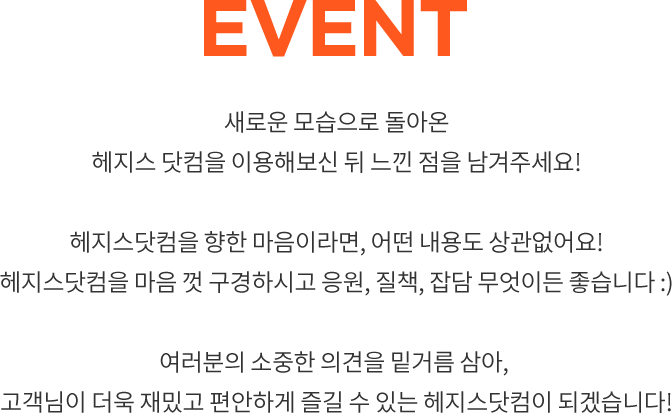 EVENT
새로운 모습으로 돌아온
헤지스 닷컴을 이용해보신 뒤 느낀 점을 남겨주세요!
헤지스닷컴을 향한 마음이라면, 어떤 내용도 상관없어요!
헤지스닷컴을 마음 껏 구경하시고 응원, 질책, 잡담 무엇이든 좋습니다 :)
여러분의 소중한 의견을 밑거름 삼아,
고객님이 더욱 재밌고 편안하게 즐길 수 있는 헤지스닷컴이 되겠습니다!